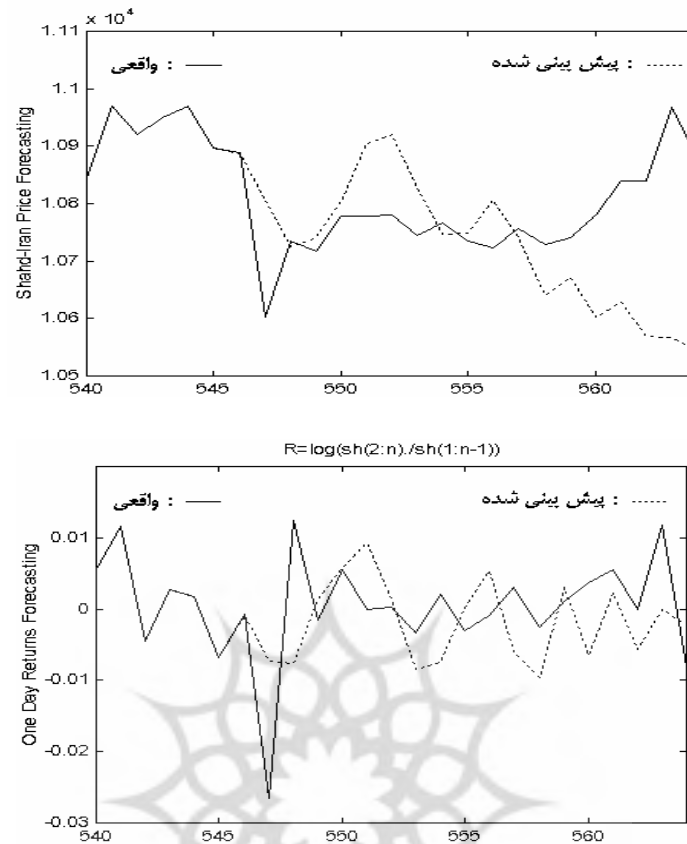 x 10⁴
1.11
1.1
1.09
1.08
1.07
1.06
1.05
Shahd-Iran Price Forecasting
واقعی :
پیش پینی شده :
540
545
550
555
560
R=log(sh(2:n)./sh(1:n-1))
0.01
0
-0.01
-0.02
-0.03
One Day Returns Forecasting
واقعی :
پیش پینی شده :
540
545
550
555
560